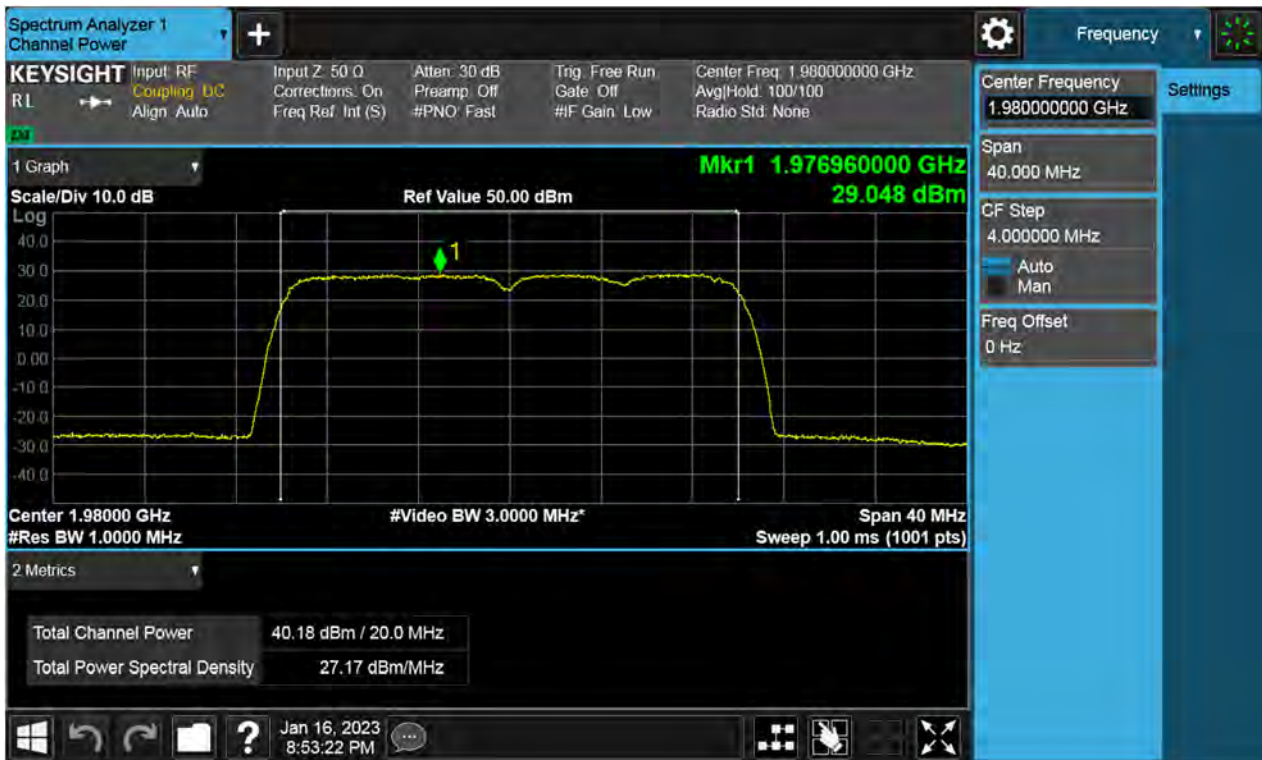 Spectrum Analyzer 1
Channel Power
+
Frequency
KEYSIGHT
RL
Input: RF
Coupling: DC
Align: Auto
Input Z: 50 Ω
Corrections: On
Freq Ref: Int (S)
Atten: 30 dB
Preamp: Off
#PNO: Fast
Trig: Free Run
Gate: Off
#IF Gain: Low
Center Freq: 1.980000000 GHz
Avg|Hold: 100/100
Radio Std: None
Center Frequency
1.980000000 GHz
Settings
Span
40.000 MHz
CF Step
4.000000 MHz
Auto
Man
Freq Offset
0 Hz
1 Graph
Mkr1 1.976960000 GHz
29.048 dBm
Scale/Div 10.0 dB
Ref Value 50.00 dBm
Log
40.0
30.0
20.0
10.0
0.00
-10.0
-20.0
-30.0
-40.0
1
Center 1.98000 GHz
#Video BW 3.0000 MHz*
Span 40 MHz
#Res BW 1.0000 MHz
Sweep 1.00 ms (1001 pts)
2 Metrics
Total Channel Power 40.18 dBm / 20.0 MHz
Total Power Spectral Density 27.17 dBm/MHz
?
Jan 16, 2023
8:53:22 PM